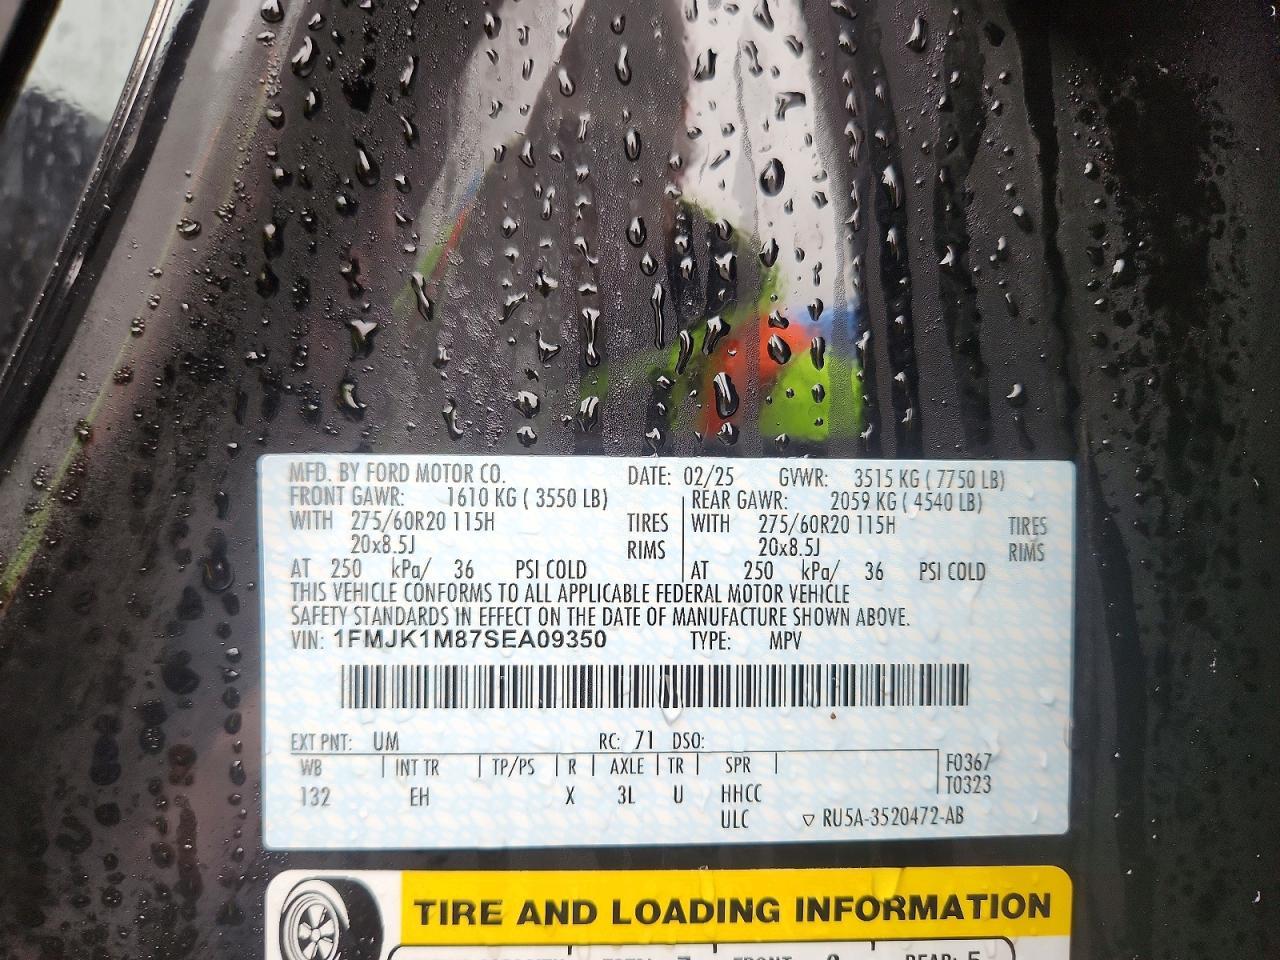 MFD. BY FORD MOTOR CO. DATE: 02/25 GVWR: 3515 KG ( 7750 LB)
FRONT GAWR: 1610 KG ( 3550 LB) REAR GAWR: 2059 KG ( 4540 LB)
WITH 275/60R20 115H TIRES WITH 275/60R20 115H TIRES
20x8.5J RIMS 20x8.5J RIMS
AT 250 kPa/ 36 PSI COLD AT 250 kPa/ 36 PSI COLD
THIS VEHICLE CONFORMS TO ALL APPLICABLE FEDERAL MOTOR VEHICLE
SAFETY STANDARDS IN EFFECT ON THE DATE OF MANUFACTURE SHOWN ABOVE.
VIN: 1FMJK1M87SEA09350 TYPE: MPV
EXT PNT: UM RC: 71 DSO:
WB INT TR TP/PS R AXLE TR SPR F0367
132 EH X 3L U HHCC T0323
ULC ▽ RU5A-3520472-AB
TIRE AND LOADING INFORMATION